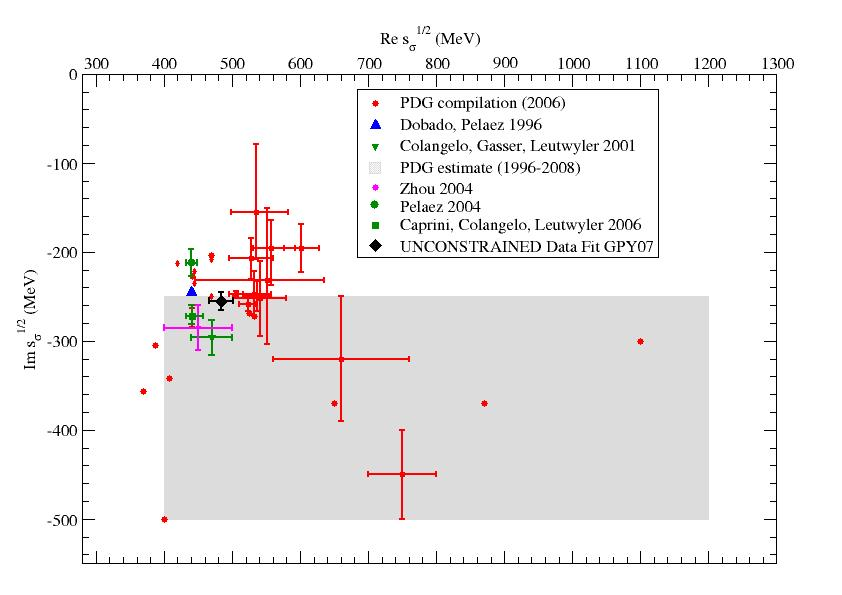 Re s_σ^1/2 (MeV)
300 400 500 600 700 800 900 1000 1100 1200 1300
0
-100
-200
-300
-400
-500
Im s_σ^1/2 (MeV)
PDG compilation (2006)
Dobado, Pelaez 1996
Colangelo, Gasser, Leutwyler 2001
PDG estimate (1996-2008)
Zhou 2004
Pelaez 2004
Caprini, Colangelo, Leutwyler 2006
UNCONSTRAINED Data Fit GPY07